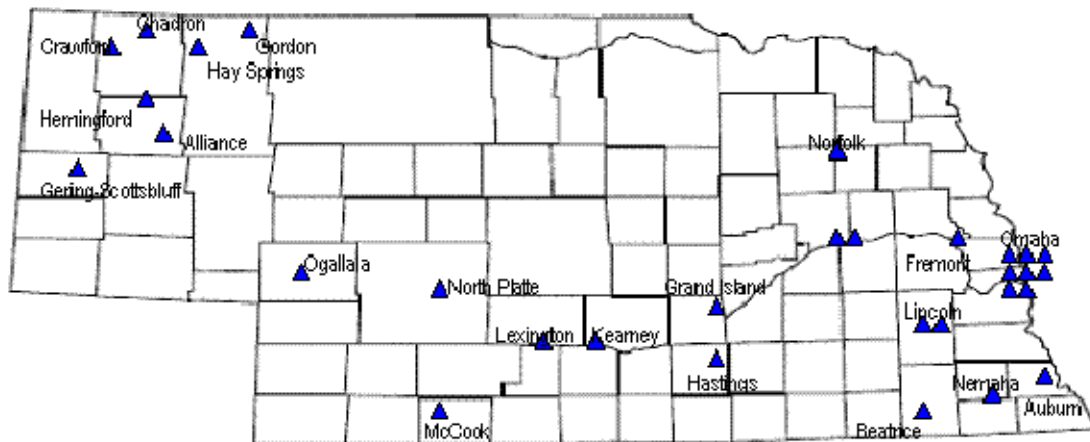 Chadron
Crawford
Gordon
Hay Springs
Hemingford
Alliance
Norfolk
Gering-Scottsbluff
Omaha
Fremont
Ogallala
North Platte
Grand Island
Lincoln
Lexington
Kearney
Hastings
Nemaha
Auburn
McCook
Beatrice